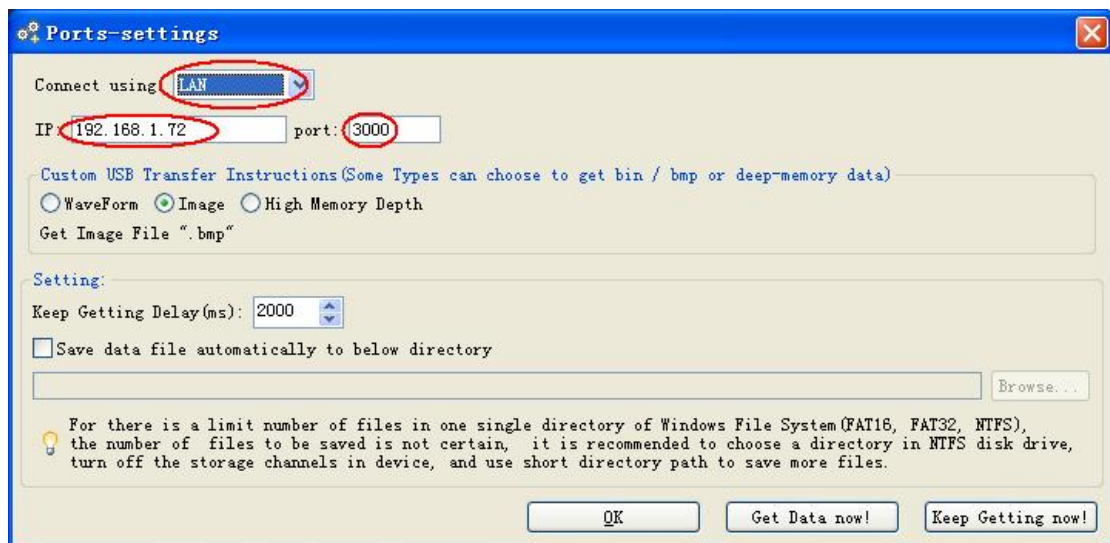 Ports-settings
Connect using: LAN
IP: 192.168.1.72 port: 3000
Custom USB Transfer Instructions(Some Types can choose to get bin / bmp or deep-memory data)
WaveForm Image High Memory Depth
Get Image File ".bmp"
Setting:
Keep Getting Delay(ms): 2000
Save data file automatically to below directory
Browse...
For there is a limit number of files in one single directory of Windows File System(FAT16, FAT32, NTFS),
the number of files to be saved is not certain, it is recommended to choose a directory in NTFS disk drive,
turn off the storage channels in device, and use short directory path to save more files.
OK Get Data now! Keep Getting now!